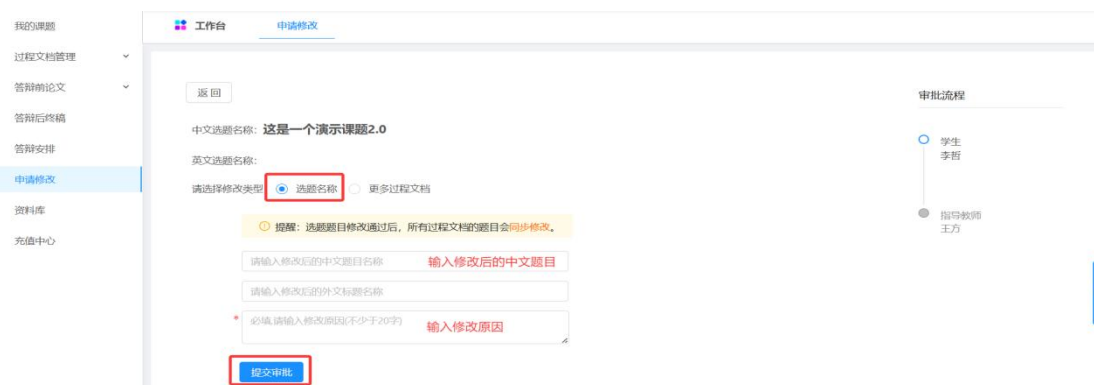 我的课题
过程文档管理
答辩前论文
答辩后终稿
答辩安排
申请修改
资料库
充值中心
工作台 申请修改
返 回
中文选题名称：这是一个演示课题2.0
英文选题名称：
请选择修改类型 选题名称 更多过程文档
提醒：选题题目修改通过后，所有过程文档的题目会同步修改。
请输入修改后的中文题目名称 输入修改后的中文题目
请输入修改后的外文标题名称
* 必填,请输入修改原因(不少于20字) 输入修改原因
提交审批
审批流程
学生
李哲
指导教师
王方